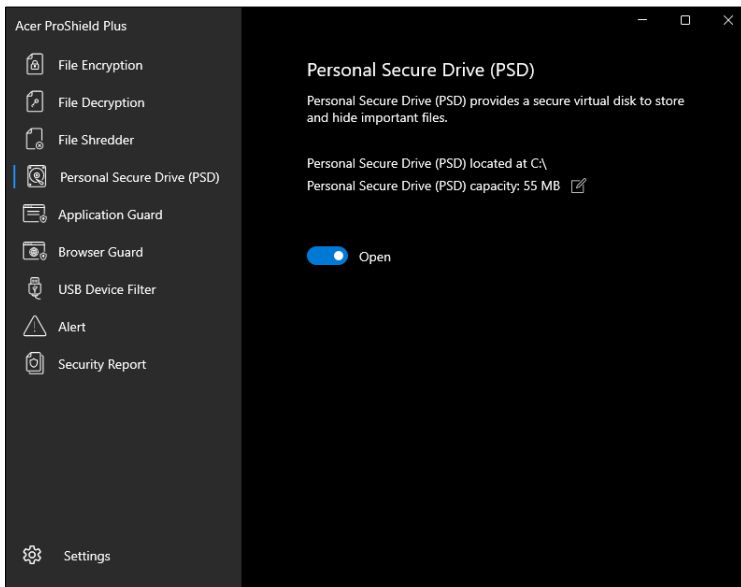 Acer ProShield Plus
File Encryption
File Decryption
File Shredder
Personal Secure Drive (PSD)
Application Guard
Browser Guard
USB Device Filter
Alert
Security Report
Settings
Personal Secure Drive (PSD)
Personal Secure Drive (PSD) provides a secure virtual disk to store
and hide important files.
Personal Secure Drive (PSD) located at C:\
Personal Secure Drive (PSD) capacity: 55 MB
Open